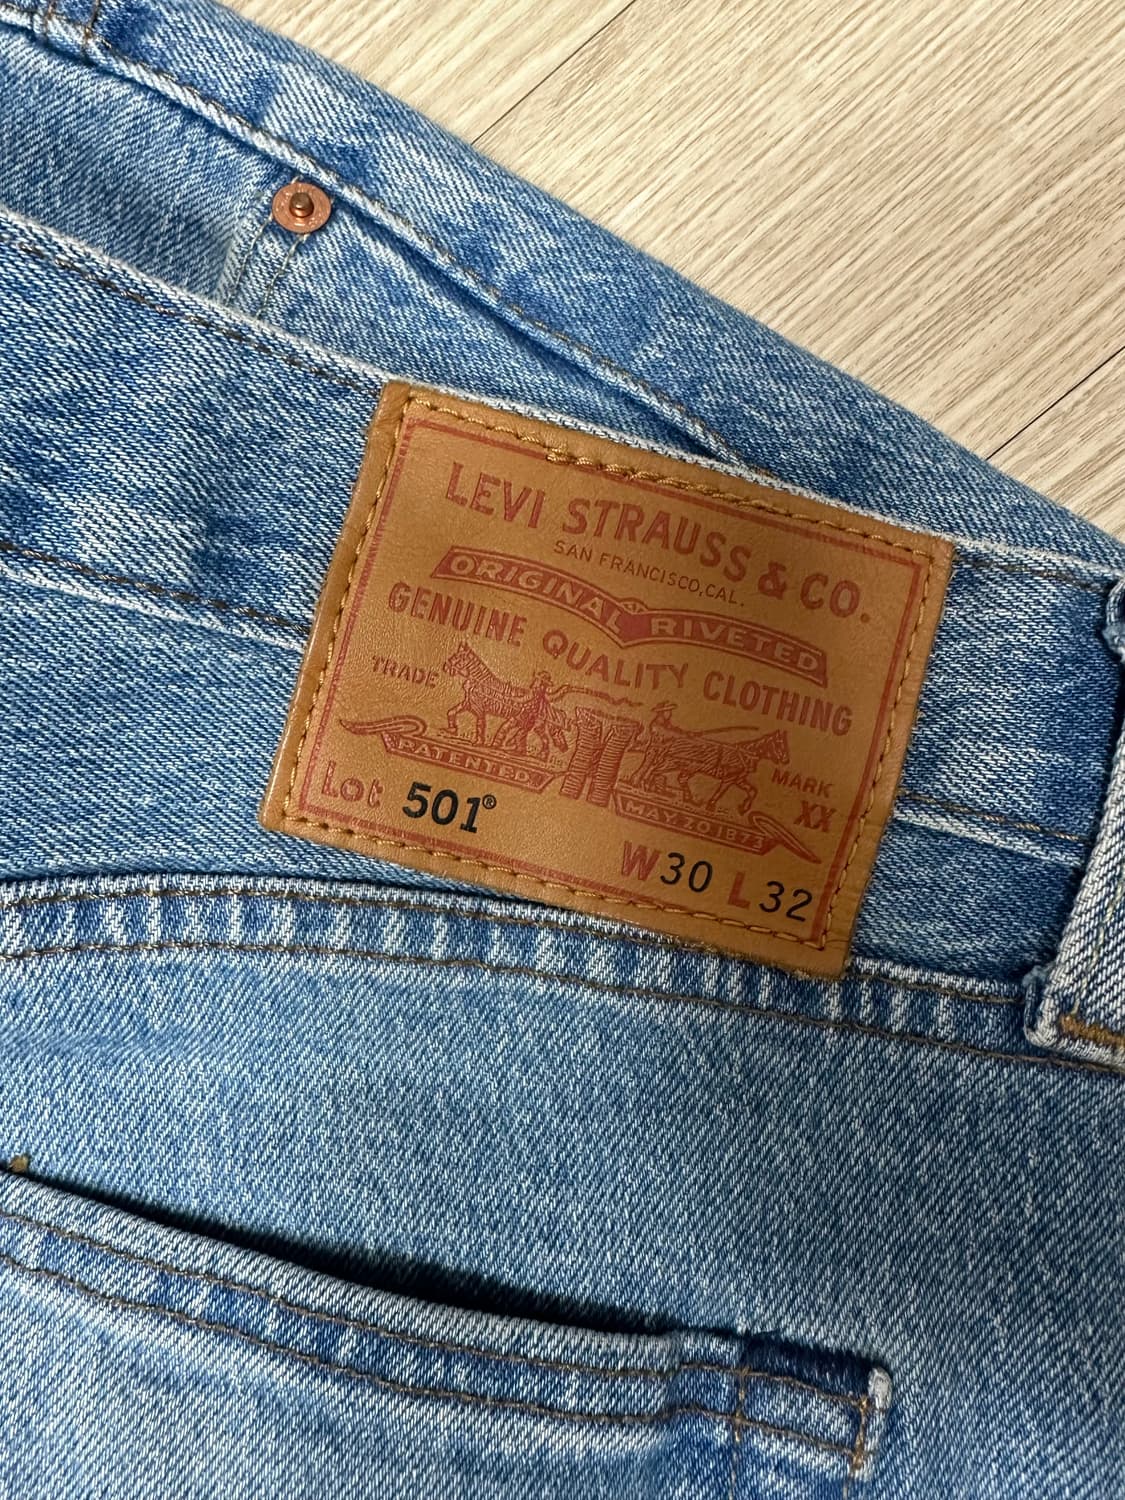 LEVI STRAUSS & CO.
SAN FRANCISCO, CAL.
ORIGINAL RIVETED
GENUINE QUALITY CLOTHING
TRADE MARK
PATENTED MAY 20 1873
XX
Lot 501®
W30 L32